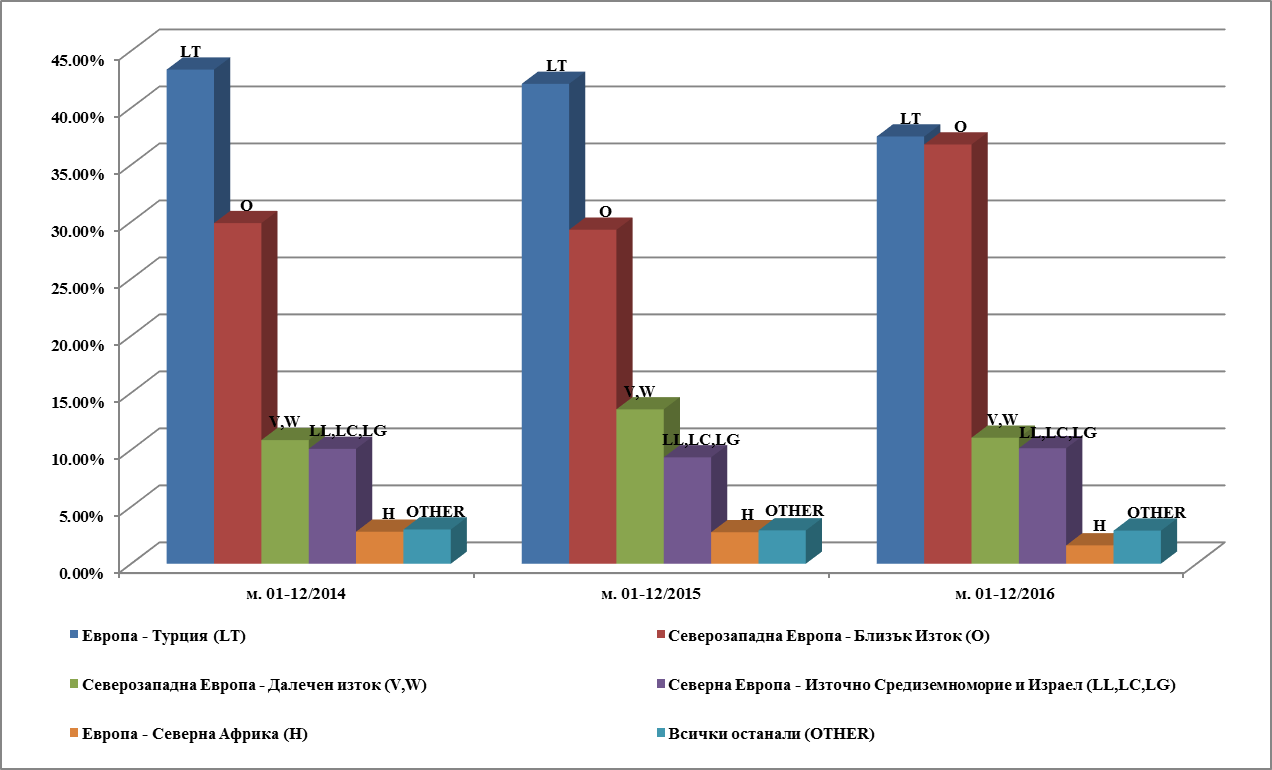 45.00%
40.00%
35.00%
30.00%
25.00%
20.00%
15.00%
10.00%
5.00%
0.00%
LT
O
V,W
LL,LC,LG
H
OTHER
LT
O
V,W
LL,LC,LG
H
OTHER
LT
O
V,W
LL,LC,LG
H
OTHER
м. 01-12/2014
м. 01-12/2015
м. 01-12/2016
Европа - Турция (LT)
Северозападна Европа - Близък Изток (O)
Северозападна Европа - Далечен изток (V,W)
Северна Европа - Източно Средиземноморие и Израел (LL,LC,LG)
Европа - Северна Африка (H)
Всички останали (OTHER)